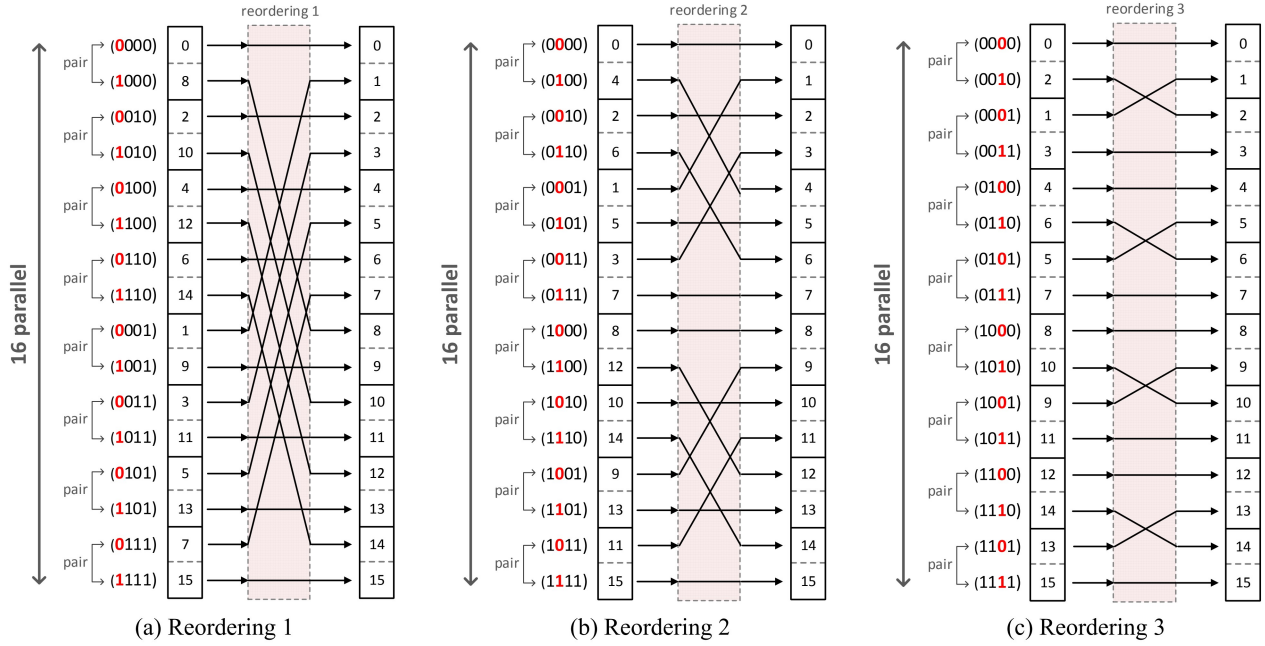 reordering 1
16 parallel
pair (0000) 0 0
(1000) 8 1
pair (0010) 2 2
(1010) 10 3
pair (0100) 4 4
(1100) 12 5
pair (0110) 6 6
(1110) 14 7
pair (0001) 1 8
(1001) 9 9
pair (0011) 3 10
(1011) 11 11
pair (0101) 5 12
(1101) 13 13
pair (0111) 7 14
(1111) 15 15
(a) Reordering 1
reordering 2
16 parallel
pair (0000) 0 0
(0100) 4 1
pair (0010) 2 2
(0110) 6 3
pair (0001) 1 4
(0101) 5 5
pair (0011) 3 6
(0111) 7 7
pair (1000) 8 8
(1100) 12 9
pair (1010) 10 10
(1110) 14 11
pair (1001) 9 12
(1101) 13 13
pair (1011) 11 14
(1111) 15 15
(b) Reordering 2
reordering 3
16 parallel
pair (0000) 0 0
(0010) 2 1
pair (0001) 1 2
(0011) 3 3
pair (0100) 4 4
(0110) 6 5
pair (0101) 5 6
(0111) 7 7
pair (1000) 8 8
(1010) 10 9
pair (1001) 9 10
(1011) 11 11
pair (1100) 12 12
(1110) 14 13
pair (1101) 13 14
(1111) 15 15
(c) Reordering 3